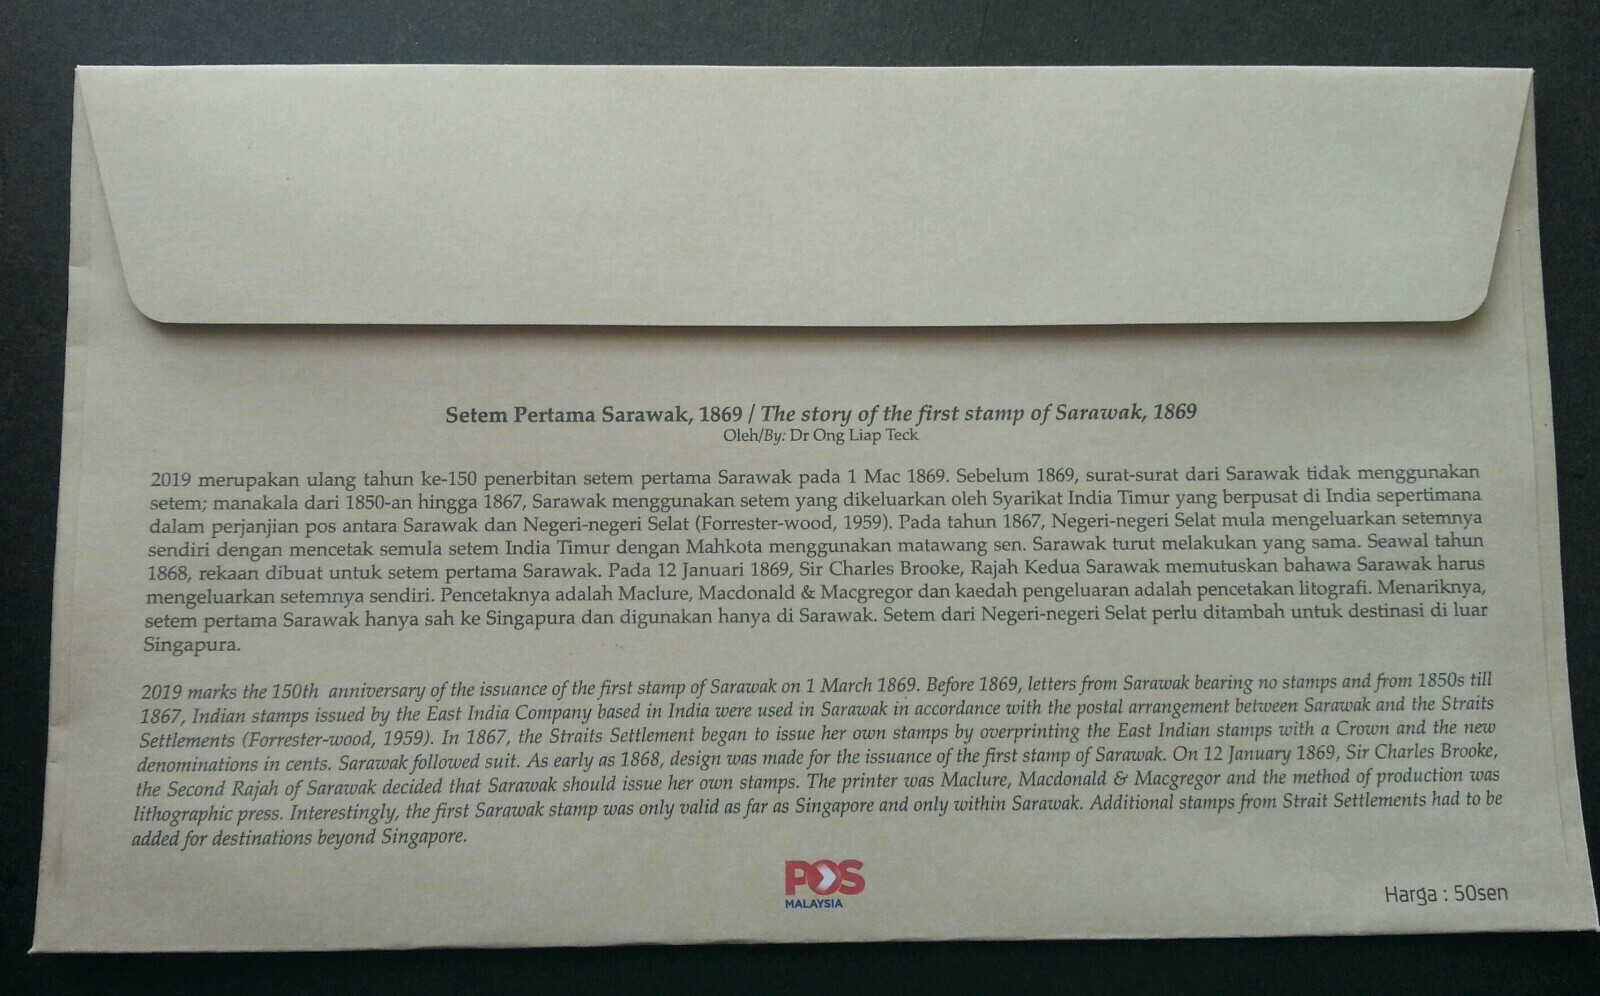 Setem Pertama Sarawak, 1869 / The story of the first stamp of Sarawak, 1869
Oleh/By: Dr Ong Liap Teck
2019 merupakan ulang tahun ke-150 penerbitan setem pertama Sarawak pada 1 Mac 1869. Sebelum 1869, surat-surat dari Sarawak tidak menggunakan
setem; manakala dari 1850-an hingga 1867, Sarawak menggunakan setem yang dikeluarkan oleh Syarikat India Timur yang berpusat di India sepertimana
dalam perjanjian pos antara Sarawak dan Negeri-negeri Selat (Forrester-wood, 1959). Pada tahun 1867, Negeri-negeri Selat mula mengeluarkan setemnya
sendiri dengan mencetak semula setem India Timur dengan Mahkota menggunakan matawang sen. Sarawak turut melakukan yang sama. Seawal tahun
1868, rekaan dibuat untuk setem pertama Sarawak. Pada 12 Januari 1869, Sir Charles Brooke, Rajah Kedua Sarawak memutuskan bahawa Sarawak harus
mengeluarkan setemnya sendiri. Pencetaknya adalah Maclure, Macdonald & Macgregor dan kaedah pengeluaran adalah pencetakan litografi. Menariknya,
setem pertama Sarawak hanya sah ke Singapura dan digunakan hanya di Sarawak. Setem dari Negeri-negeri Selat perlu ditambah untuk destinasi di luar
Singapura.
2019 marks the 150th anniversary of the issuance of the first stamp of Sarawak on 1 March 1869. Before 1869, letters from Sarawak bearing no stamps and from 1850s till
1867, Indian stamps issued by the East India Company based in India were used in Sarawak in accordance with the postal arrangement between Sarawak and the Straits
Settlements (Forrester-wood, 1959). In 1867, the Straits Settlement began to issue her own stamps by overprinting the East Indian stamps with a Crown and the new
denominations in cents. Sarawak followed suit. As early as 1868, design was made for the issuance of the first stamp of Sarawak. On 12 January 1869, Sir Charles Brooke,
the Second Rajah of Sarawak decided that Sarawak should issue her own stamps. The printer was Maclure, Macdonald & Macgregor and the method of production was
lithographic press. Interestingly, the first Sarawak stamp was only valid as far as Singapore and only within Sarawak. Additional stamps from Strait Settlements had to be
added for destinations beyond Singapore.
POS
MALAYSIA
Harga : 50sen